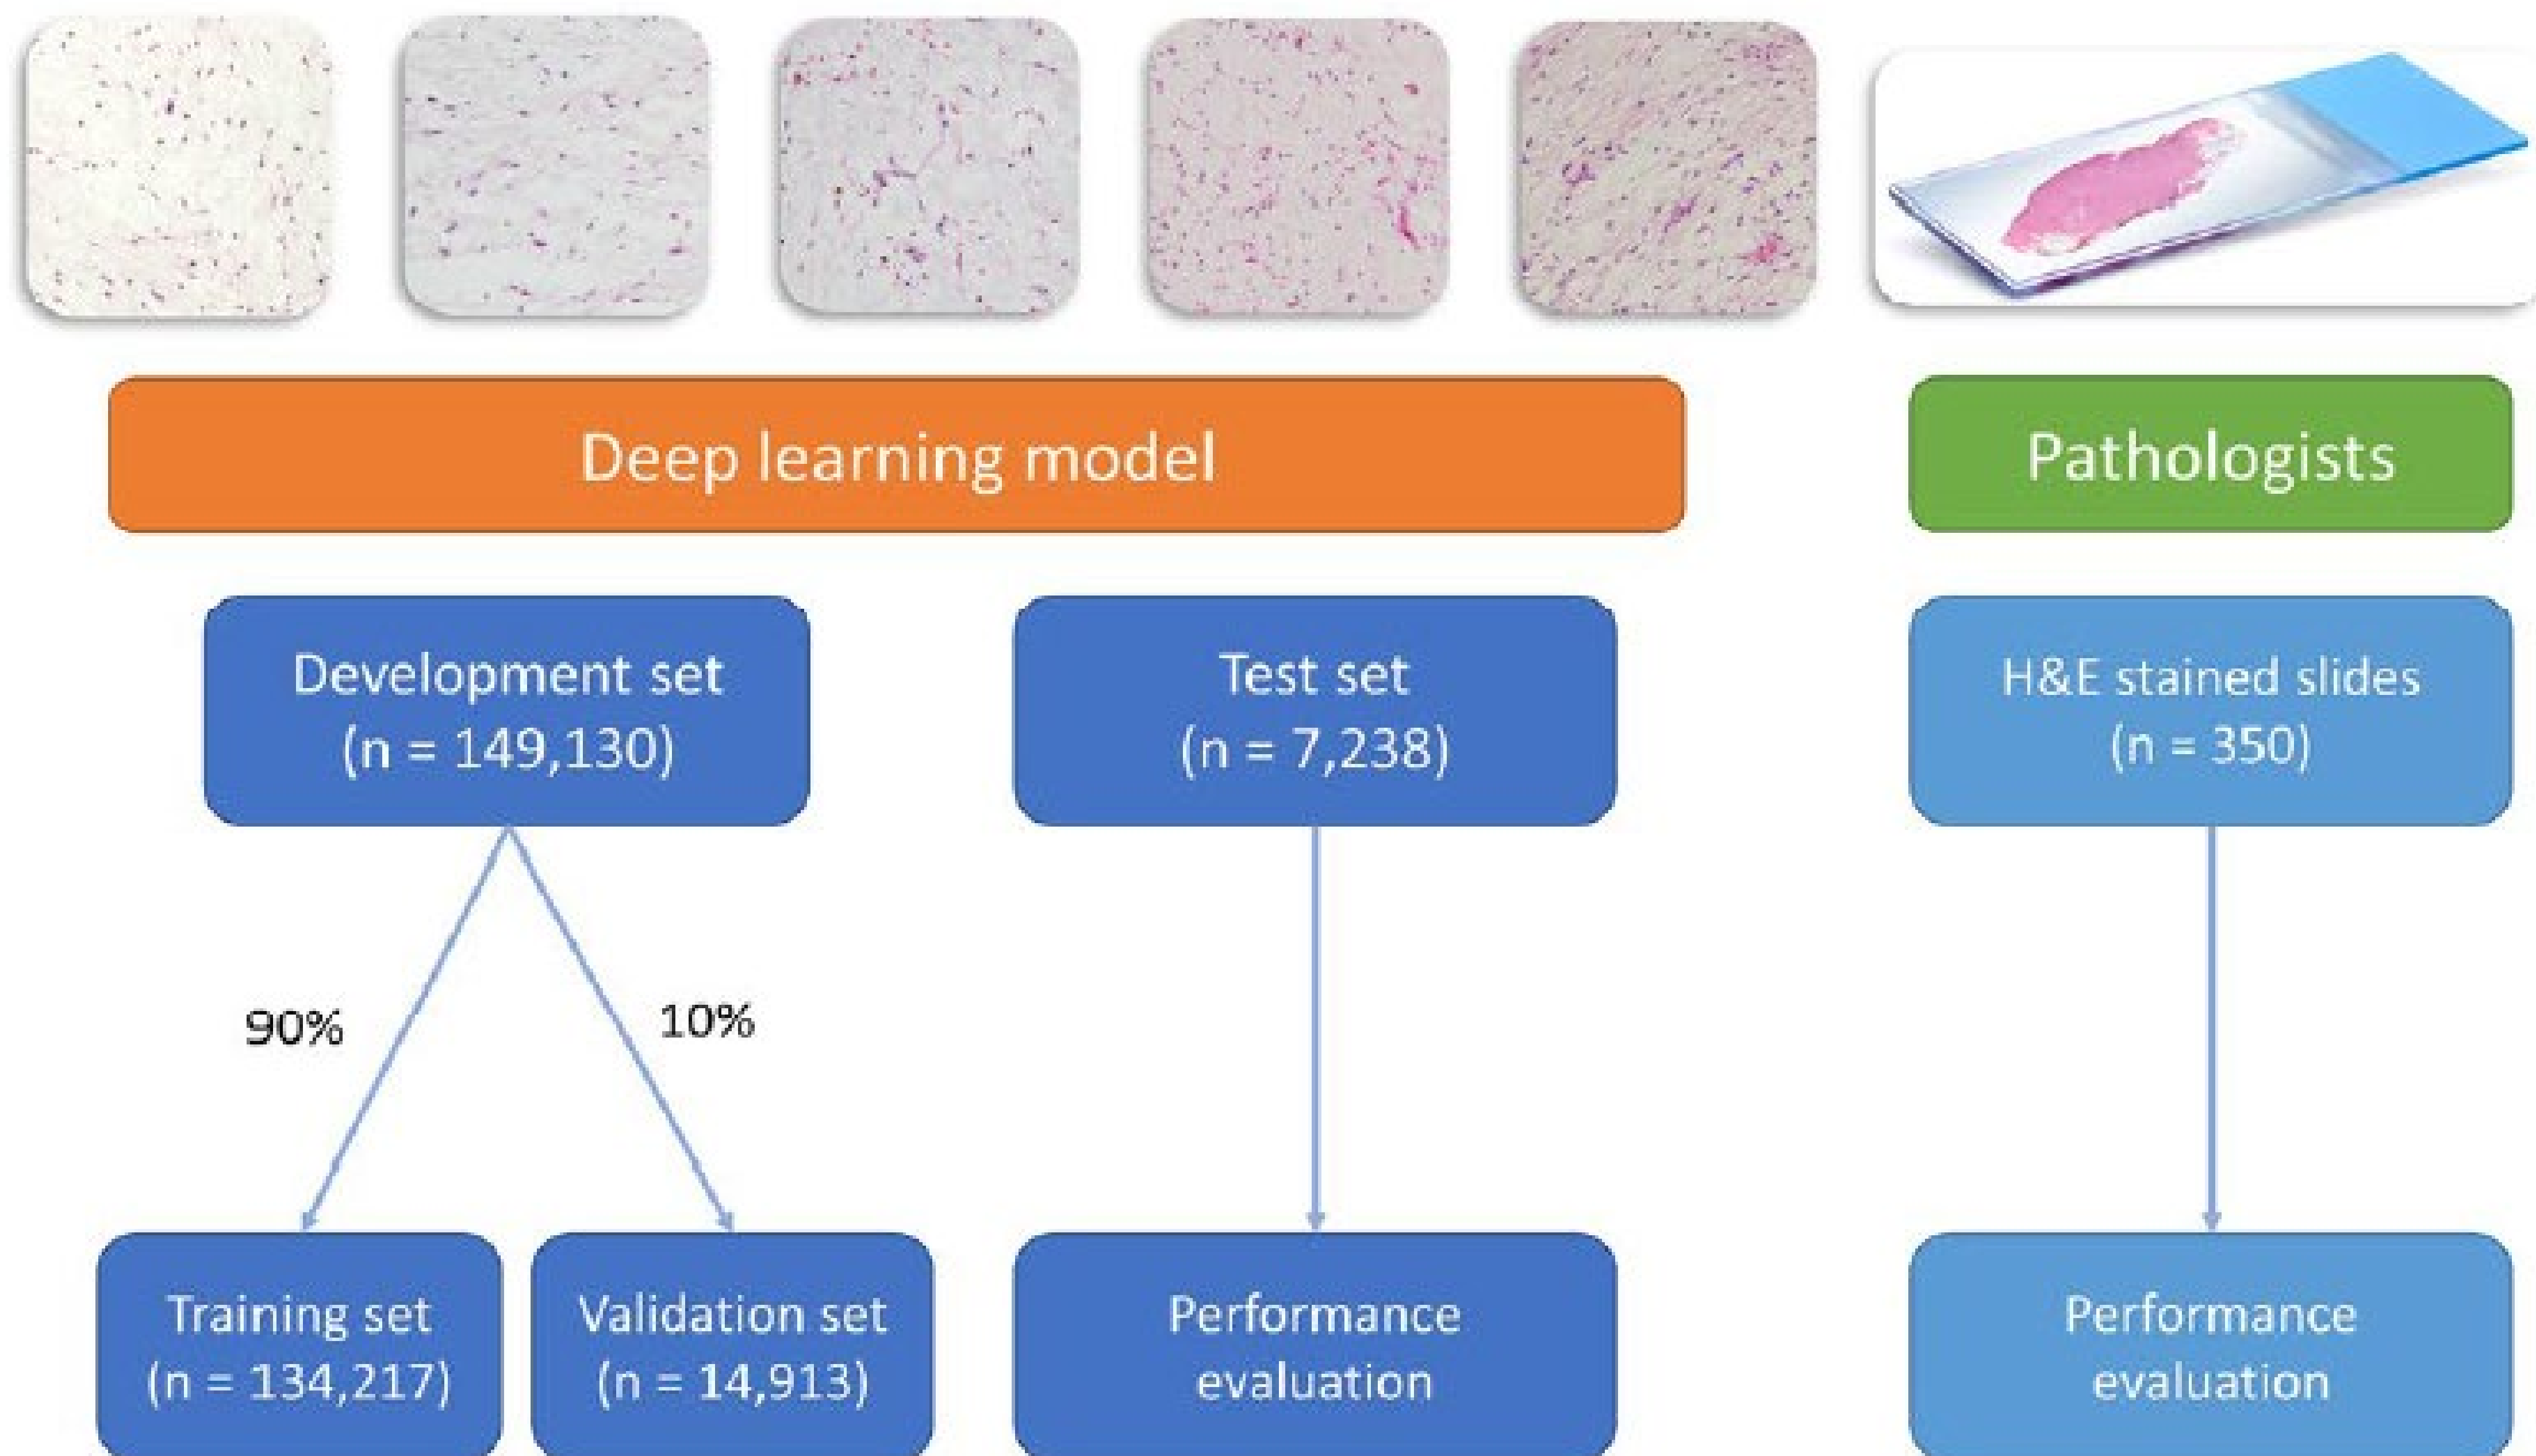 Deep learning model
Pathologists
Development set
(n = 149,130)
Test set
(n = 7,238)
H&E stained slides
(n = 350)
90%
10%
Training set
(n = 134,217)
Validation set
(n = 14,913)
Performance
evaluation
Performance
evaluation